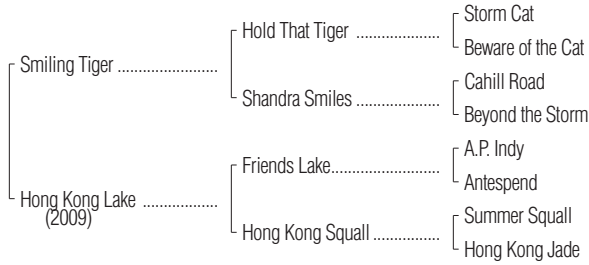 Storm Cat
Hold That Tiger ..................
Beware of the Cat
Smiling Tiger ......................
Cahill Road
Shandra Smiles ..................
Beyond the Storm
A.P. Indy
Friends Lake.......................
Antespend
Hong Kong Lake ................
(2009)
Summer Squall
Hong Kong Squall ..............
Hong Kong Jade